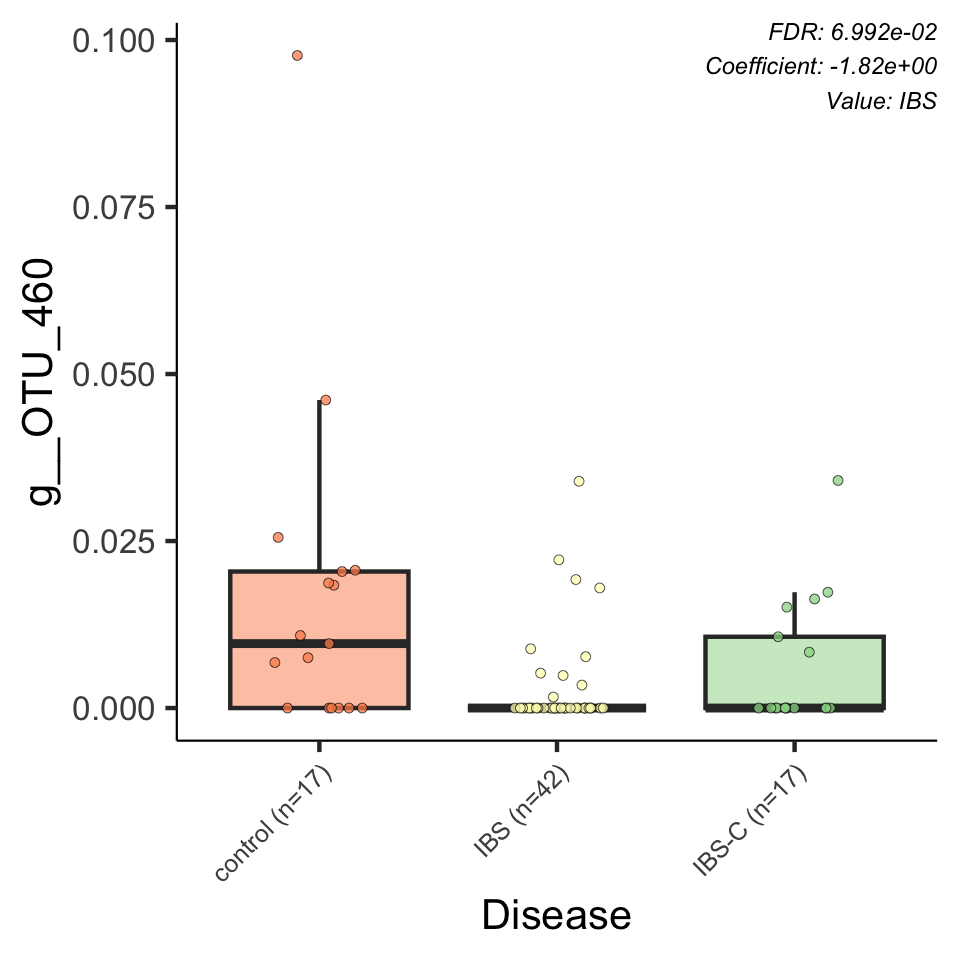 FDR: 6.992e-02
Coefficient: -1.82e+00
Value: IBS
g__OTU_460
0.100
0.075
0.050
0.025
0.000
control (n=17)
IBS (n=42)
IBS-C (n=17)
Disease